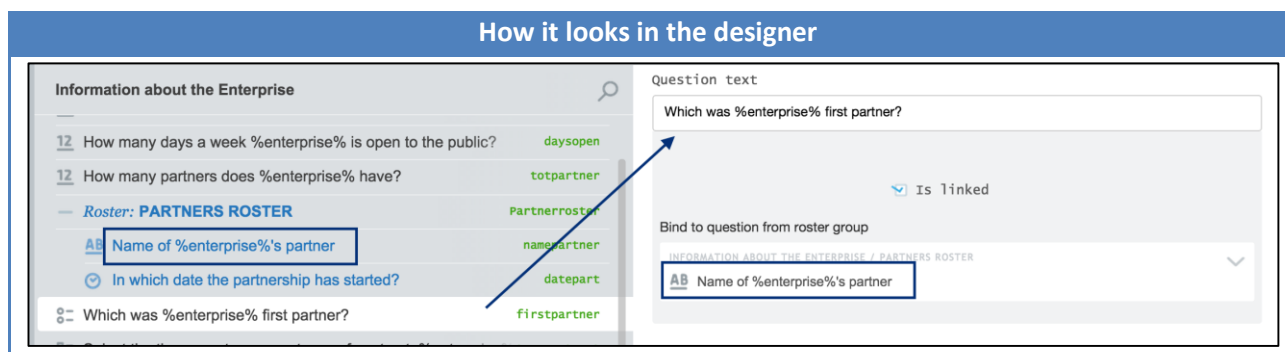 How it looks in the designer
Information about the Enterprise
12 How many days a week %enterprise% is open to the public? daysopen
12 How many partners does %enterprise% have? totpartner
Roster: PARTNERS ROSTER Partnerroster
AB Name of %enterprise%'s partner namepartner
In which date the partnership has started? datepart
Which was %enterprise% first partner? firstpartner
Question text
Which was %enterprise% first partner?
Is linked
Bind to question from roster group
INFORMATION ABOUT THE ENTERPRISE / PARTNERS ROSTER
AB Name of %enterprise%'s partner